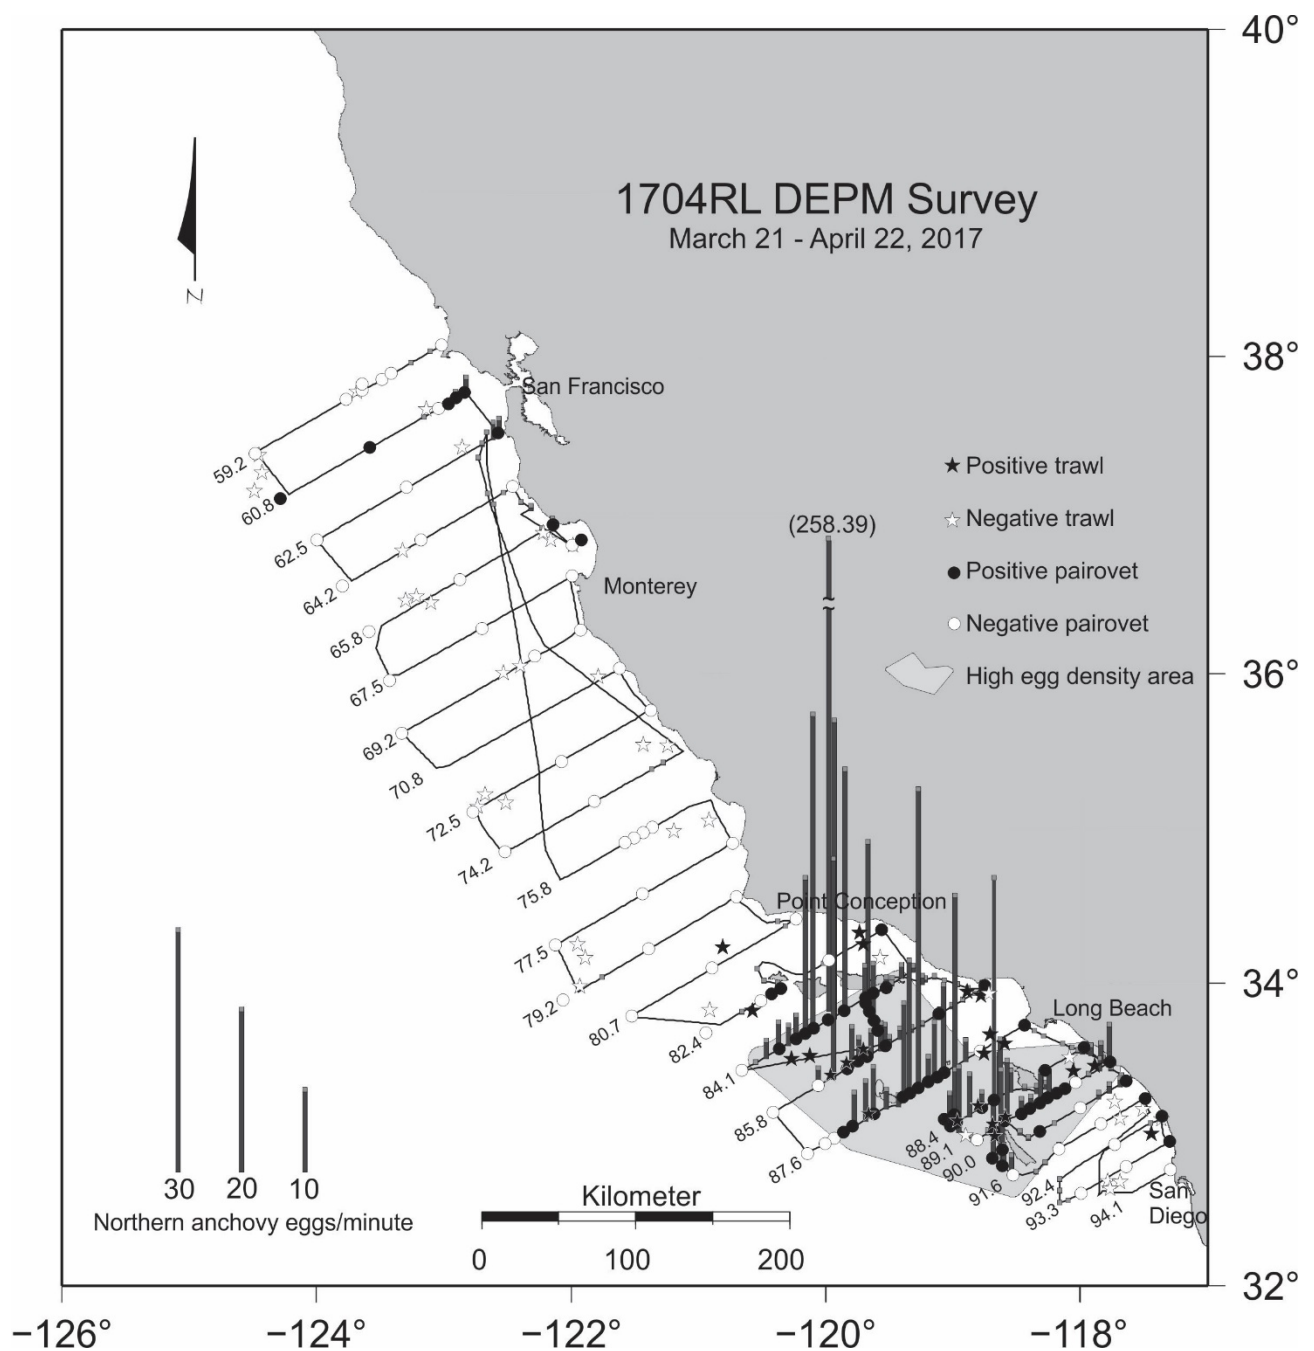 40°
1704RL DEPM Survey
March 21 - April 22, 2017
N
38°
San Francisco
59.2
60.8
Positive trawl
Negative trawl
(258.39)
62.5
Positive pairovet
64.2
Monterey
Negative pairovet
65.8
36°
High egg density area
67.5
69.2
70.8
72.5
74.2
75.8
Point Conception
77.5
34°
79.2
Long Beach
80.7
82.4
84.1
85.8
87.6
88.4
89.1
90.0
91.6
92.4
93.3
94.1
San
Diego
30 20 10
Northern anchovy eggs/minute
Kilometer
0 100 200
32°
−126° −124° −122° −120° −118°